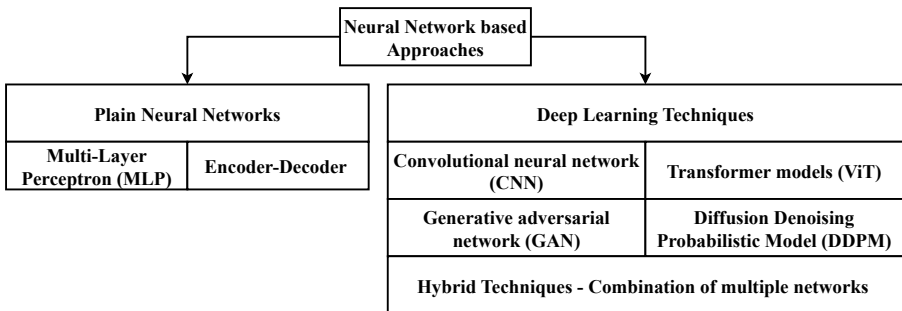 Neural Network based
Approaches
Plain Neural Networks
Multi-Layer
Perceptron (MLP)
Encoder-Decoder
Deep Learning Techniques
Convolutional neural network
(CNN)
Transformer models (ViT)
Generative adversarial
network (GAN)
Diffusion Denoising
Probabilistic Model (DDPM)
Hybrid Techniques - Combination of multiple networks